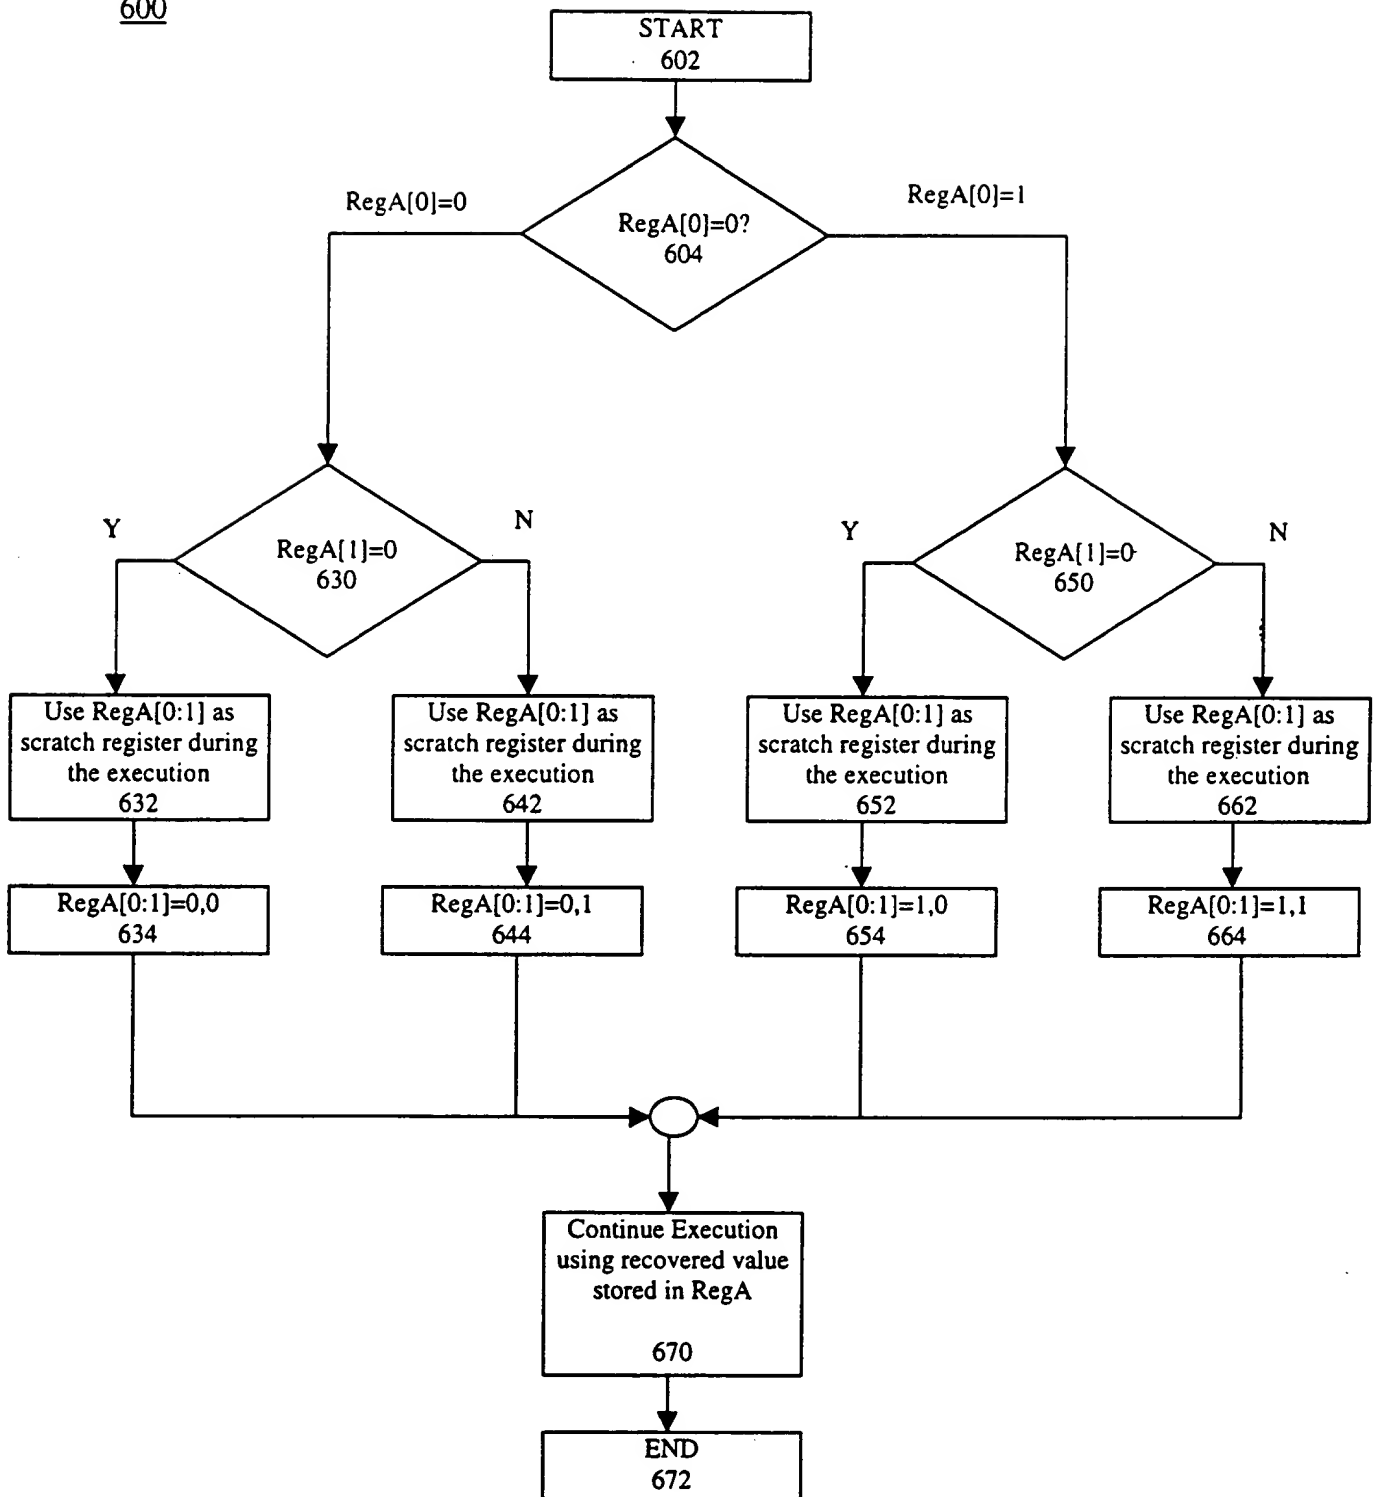 600
START
602
RegA[0]=0
RegA[0]=1
RegA[0]=0?
604
Y
N
RegA[1]=0
630
Y
N
RegA[1]=0
650
Use RegA[0:1] as
scratch register during
the execution
632
Use RegA[0:1] as
scratch register during
the execution
642
Use RegA[0:1] as
scratch register during
the execution
652
Use RegA[0:1] as
scratch register during
the execution
662
RegA[0:1]=0,0
634
RegA[0:1]=0,1
644
RegA[0:1]=1,0
654
RegA[0:1]=1,1
664
Continue Execution
using recovered value
stored in RegA
670
END
672